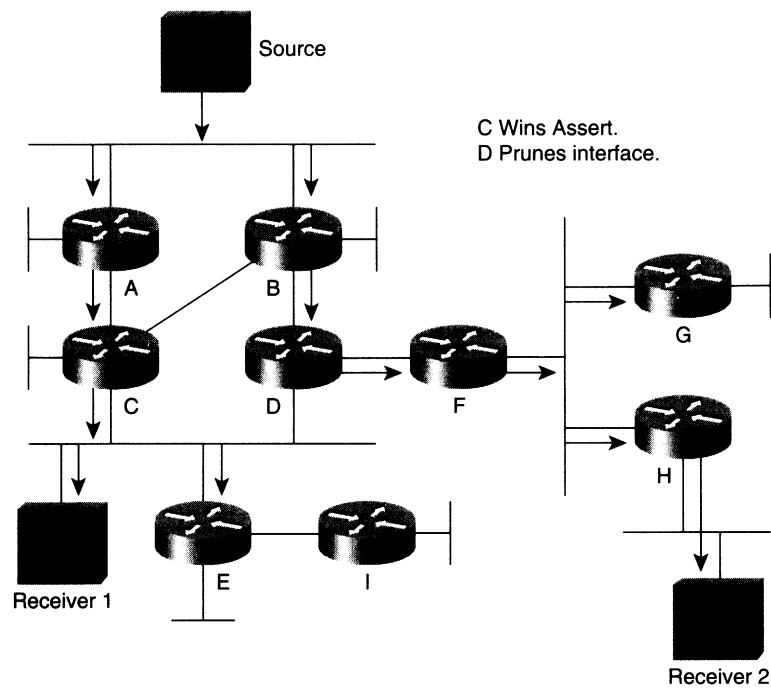 Source
C Wins Assert.
D Prunes interface.
A
B
G
C
D
F
H
E
I
Receiver 1
Receiver 2